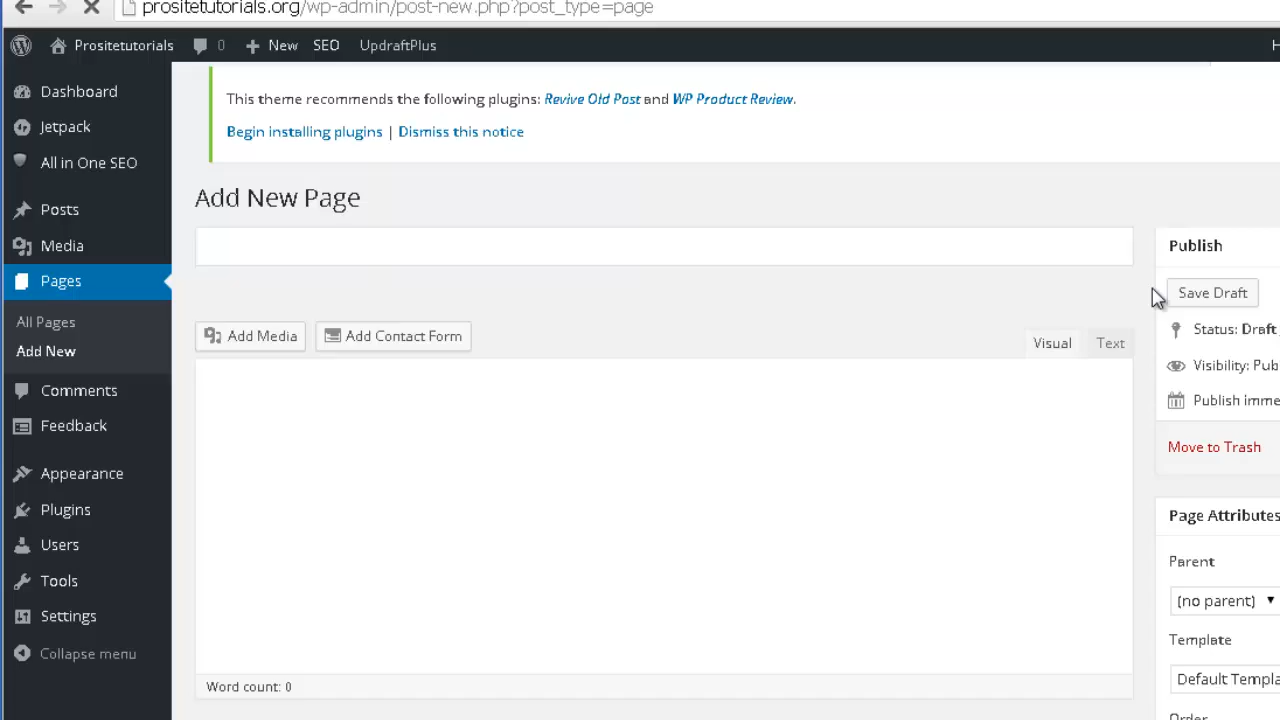 prositetutorials.org/wp-admin/post-new.php?post_type=page
Prositetutorials 0 New SEO UpdraftPlus H
Dashboard
Jetpack
All in One SEO
Posts
Media
Pages
All Pages
Add New
Comments
Feedback
Appearance
Plugins
Users
Tools
Settings
Collapse menu
This theme recommends the following plugins: Revive Old Post and WP Product Review.
Begin installing plugins | Dismiss this notice
Add New Page
Add Media Add Contact Form
Visual Text
Word count: 0
Publish
Save Draft
Status: Draft
Visibility: Pub
Publish imme
Move to Trash
Page Attributes
Parent
(no parent)
Template
Default Templa
Order